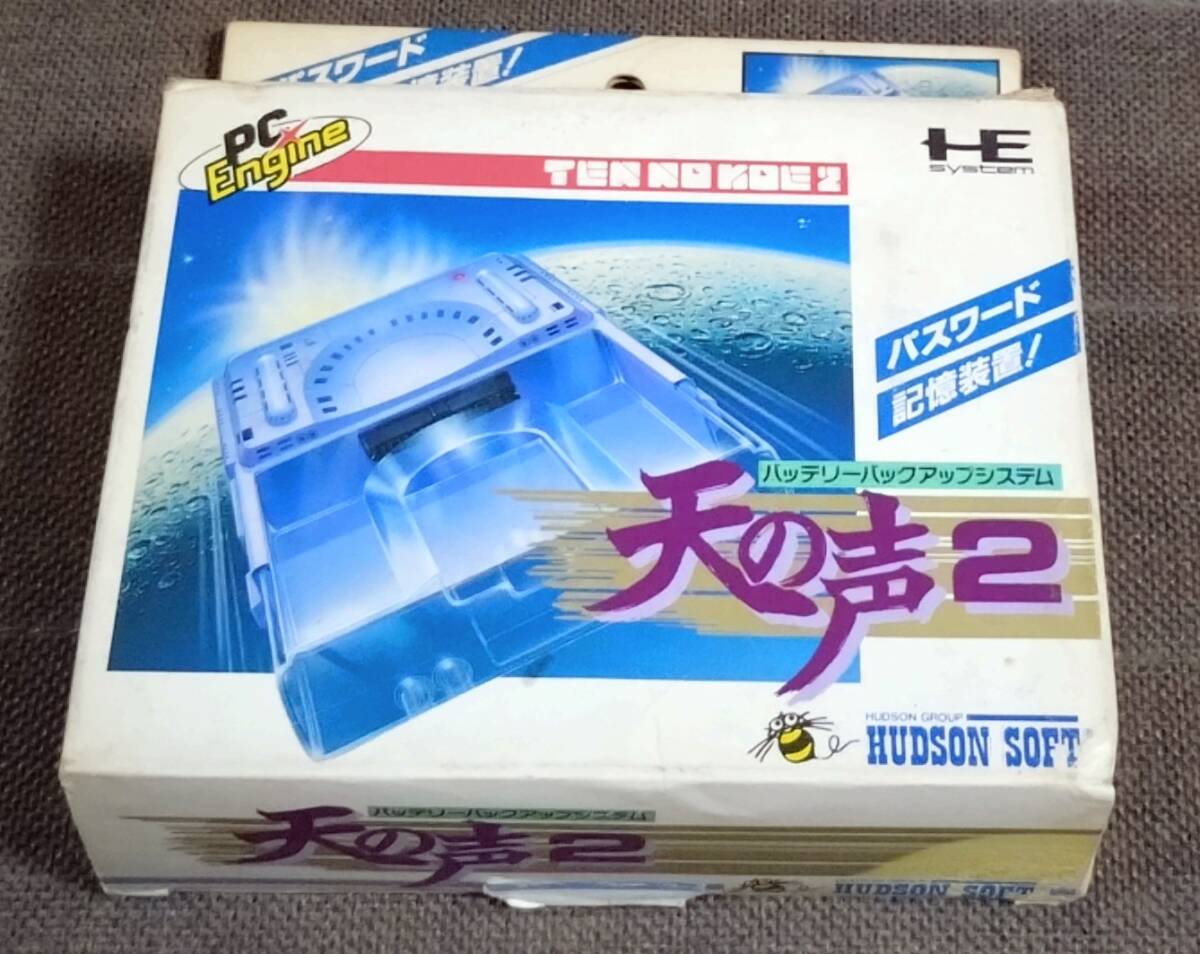 パスワード
憶装置!
PC Engine
TEN NO KOE 2
HE
system
パスワード
記憶装置!
バッテリーバックアップシステム
天の声2
HUDSON GROUP
HUDSON SOFT
バッテリーバックアップシステム
天の声2
HUDSON SOFT